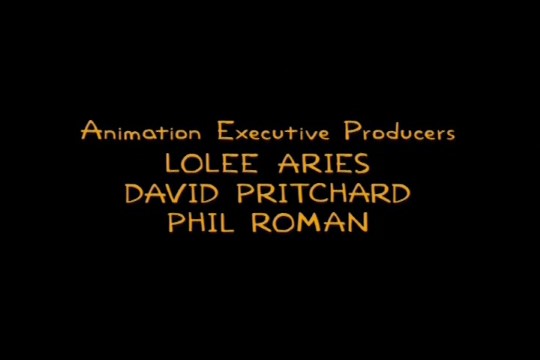 Animation Executive Producers
LOLEE ARIES
DAVID PRITCHARD
PHIL ROMAN